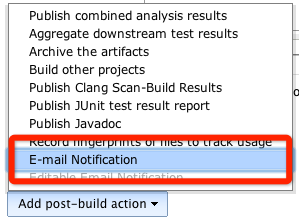 Publish combined analysis results
Aggregate downstream test results
Archive the artifacts
Build other projects
Publish Clang Scan-Build Results
Publish JUnit test result report
Publish Javadoc
Record fingerprints of files to track usage
E-mail Notification
Editable Email Notification
Add post-build action